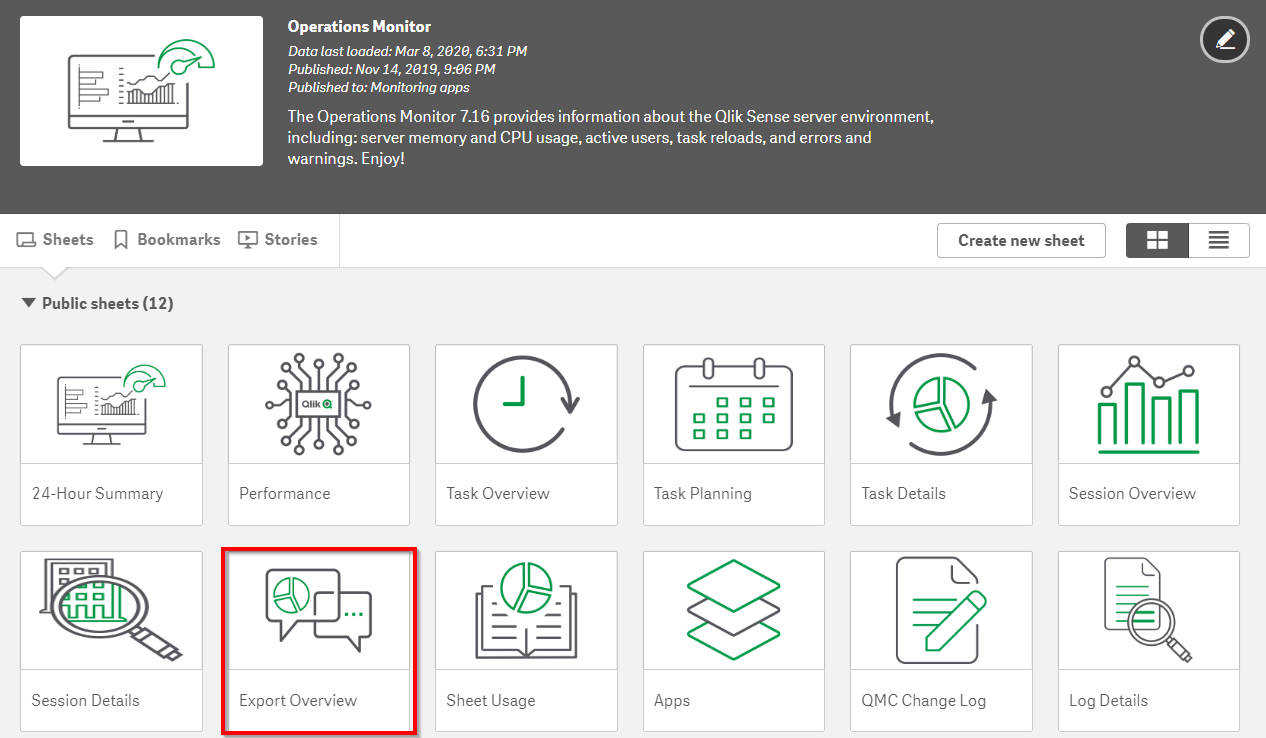 Operations Monitor
Data last loaded: Mar 8, 2020, 6:31 PM
Published: Nov 14, 2019, 9:06 PM
Published to: Monitoring apps
The Operations Monitor 7.16 provides information about the Qlik Sense server environment,
including: server memory and CPU usage, active users, task reloads, and errors and
warnings. Enjoy!
Sheets
Bookmarks
Stories
Create new sheet
Public sheets (12)
Qlik
24-Hour Summary
Performance
Task Overview
Task Planning
Task Details
Session Overview
Session Details
Export Overview
Sheet Usage
Apps
QMC Change Log
Log Details